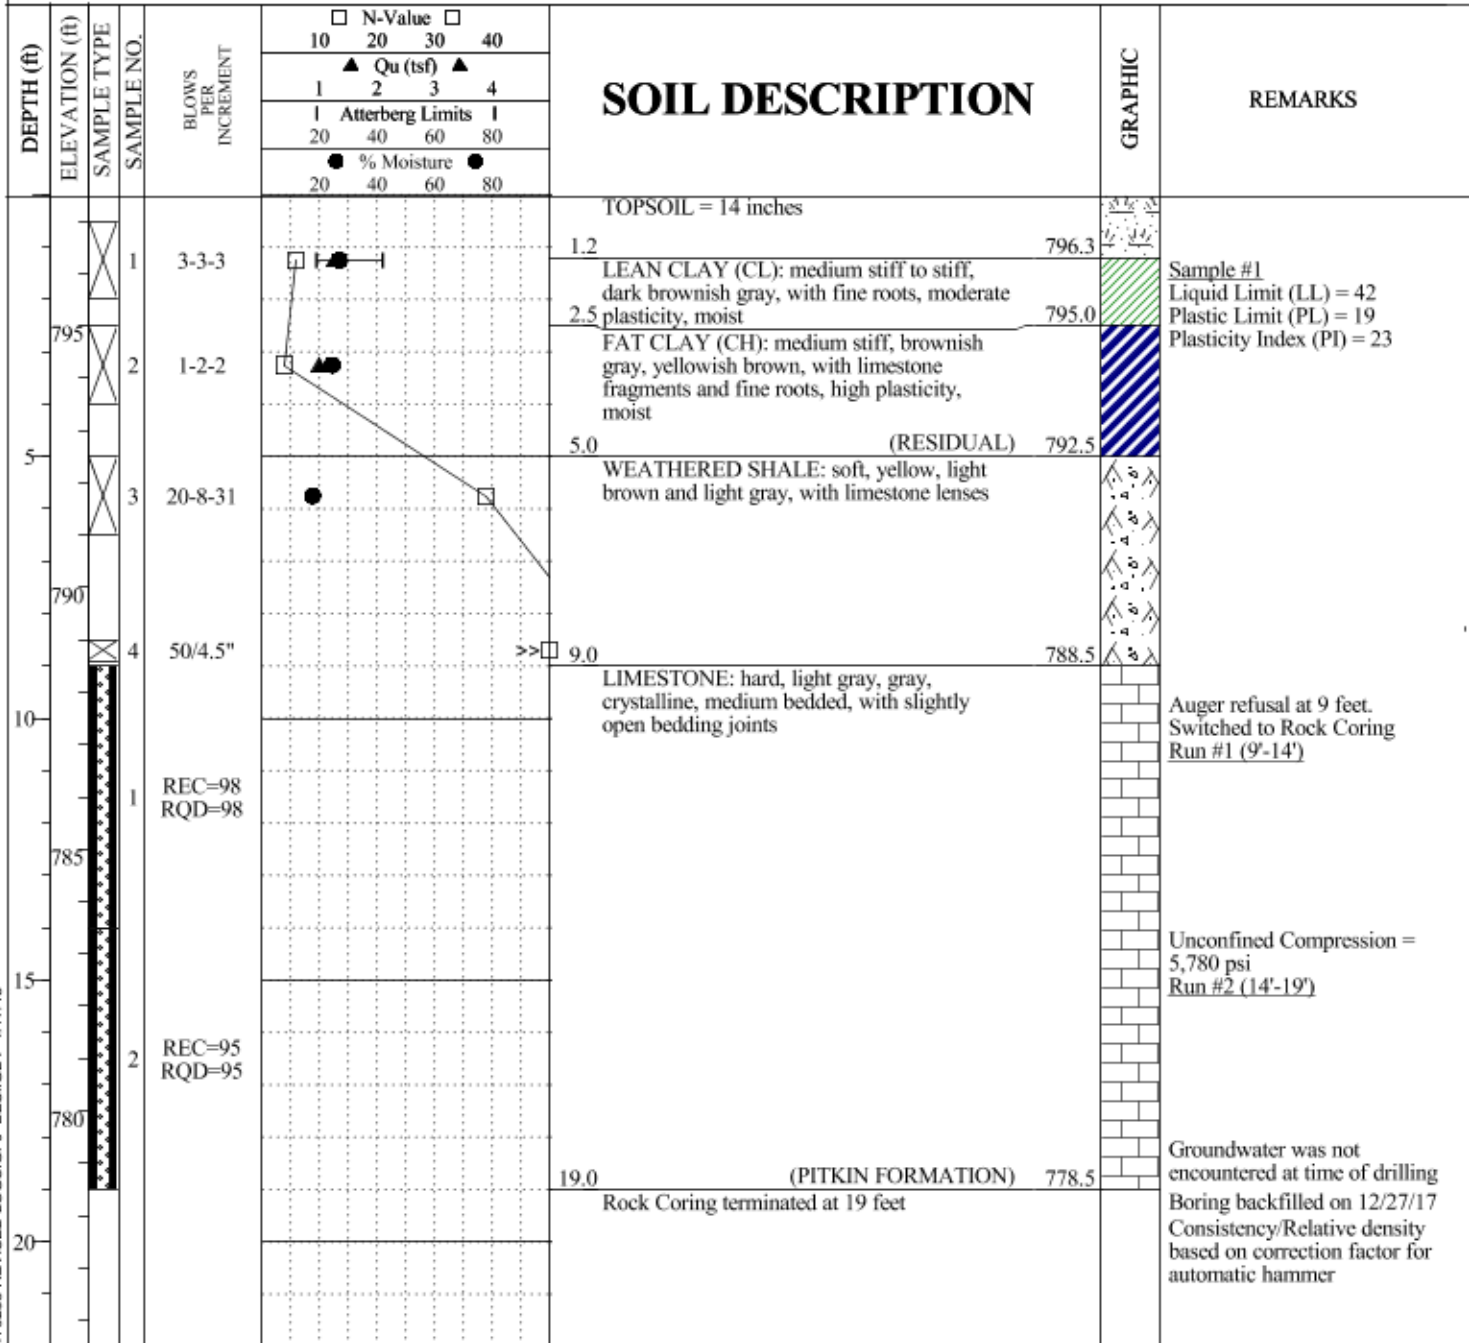 DEPTH (ft)
ELEVATION (ft)
SAMPLE TYPE
SAMPLE NO.
BLOWS
PER
INCREMENT
N-Value
10 20 30 40
Qu (tsf)
1 2 3 4
Atterberg Limits
20 40 60 80
% Moisture
20 40 60 80
SOIL DESCRIPTION
GRAPHIC
REMARKS
TOPSOIL = 14 inches
1.2 796.3
1 3-3-3
LEAN CLAY (CL): medium stiff to stiff,
dark brownish gray, with fine roots, moderate
2.5 plasticity, moist 795.0
Sample #1
Liquid Limit (LL) = 42
Plastic Limit (PL) = 19
Plasticity Index (PI) = 23
795
2 1-2-2
FAT CLAY (CH): medium stiff, brownish
gray, yellowish brown, with limestone
fragments and fine roots, high plasticity,
moist
5.0 (RESIDUAL) 792.5
5
3 20-8-31
WEATHERED SHALE: soft, yellow, light
brown and light gray, with limestone lenses
790
4 50/4.5" >>
9.0 788.5
LIMESTONE: hard, light gray, gray,
crystalline, medium bedded, with slightly
open bedding joints
10
Auger refusal at 9 feet.
Switched to Rock Coring
Run #1 (9'-14')
1
REC=98
RQD=98
785
Unconfined Compression =
5,780 psi
Run #2 (14'-19')
15
2
REC=95
RQD=95
780
19.0 (PITKIN FORMATION) 778.5
Rock Coring terminated at 19 feet
Groundwater was not
encountered at time of drilling
Boring backfilled on 12/27/17
Consistency/Relative density
based on correction factor for
automatic hammer
20